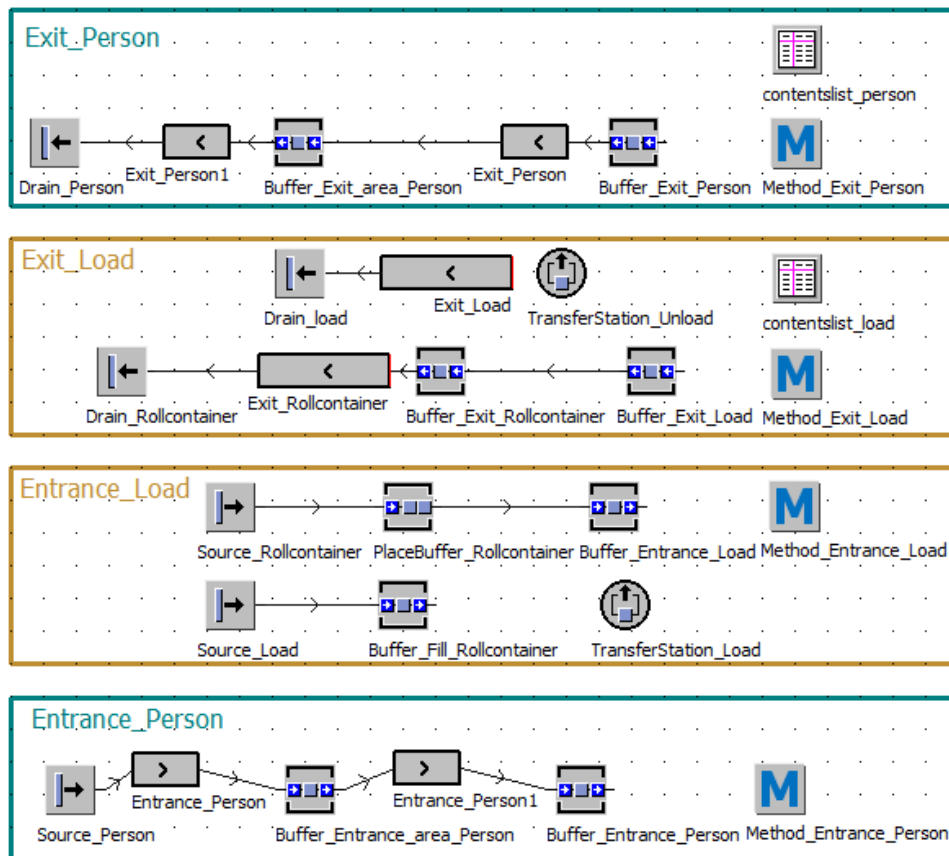 Exit_Person
contentslist_person
Drain_Person Exit_Person1 Buffer_Exit_area_Person Exit_Person Buffer_Exit_Person M Method_Exit_Person
Exit_Load
Drain_load Exit_Load TransferStation_Unload contentslist_load
Drain_Rollcontainer Exit_Rollcontainer Buffer_Exit_Rollcontainer Buffer_Exit_Load M Method_Exit_Load
Entrance_Load
Source_Rollcontainer PlaceBuffer_Rollcontainer Buffer_Entrance_Load M Method_Entrance_Load
Source_Load Buffer_Fill_Rollcontainer TransferStation_Load
Entrance_Person
Source_Person Entrance_Person Buffer_Entrance_area_Person Entrance_Person1 Buffer_Entrance_Person M Method_Entrance_Person